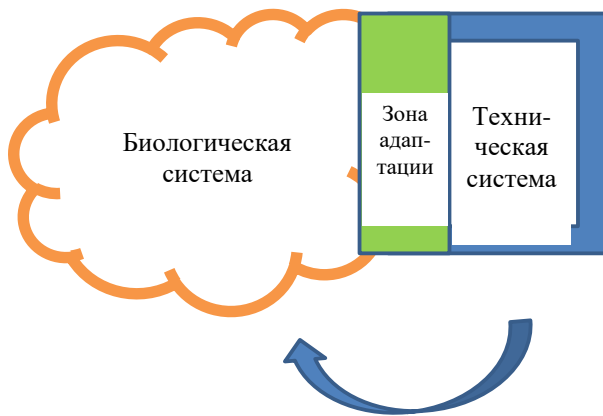 Биологическая
система
Зона
адап-
тации
Техни-
ческая
система